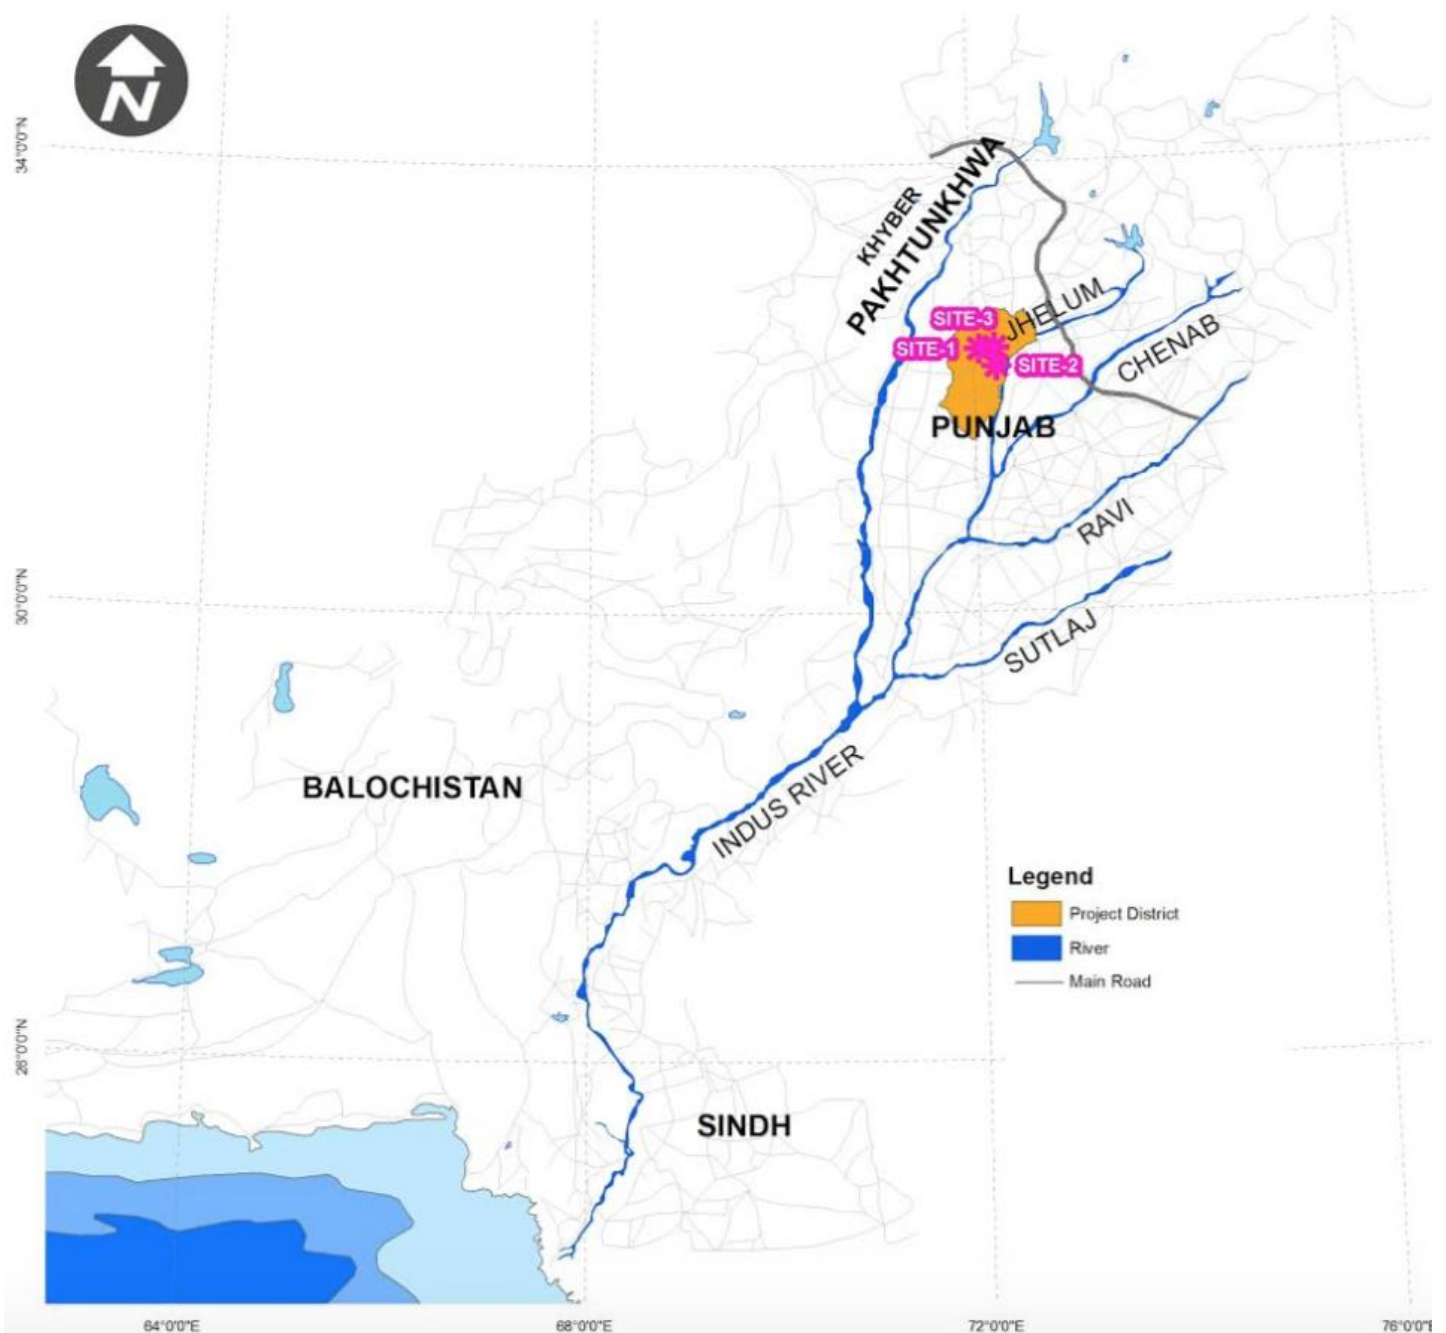 N
34°0'0"N
KHYBER
PAKHTUNKHWA
SITE-3
JHELUM
SITE-1
SITE-2
CHENAB
PUNJAB
RAVI
30°0'0"N
SUTLAJ
BALOCHISTAN
INDUS RIVER
Legend
Project District
River
Main Road
26°0'0"N
SINDH
64°0'0"E
68°0'0"E
72°0'0"E
76°0'0"E